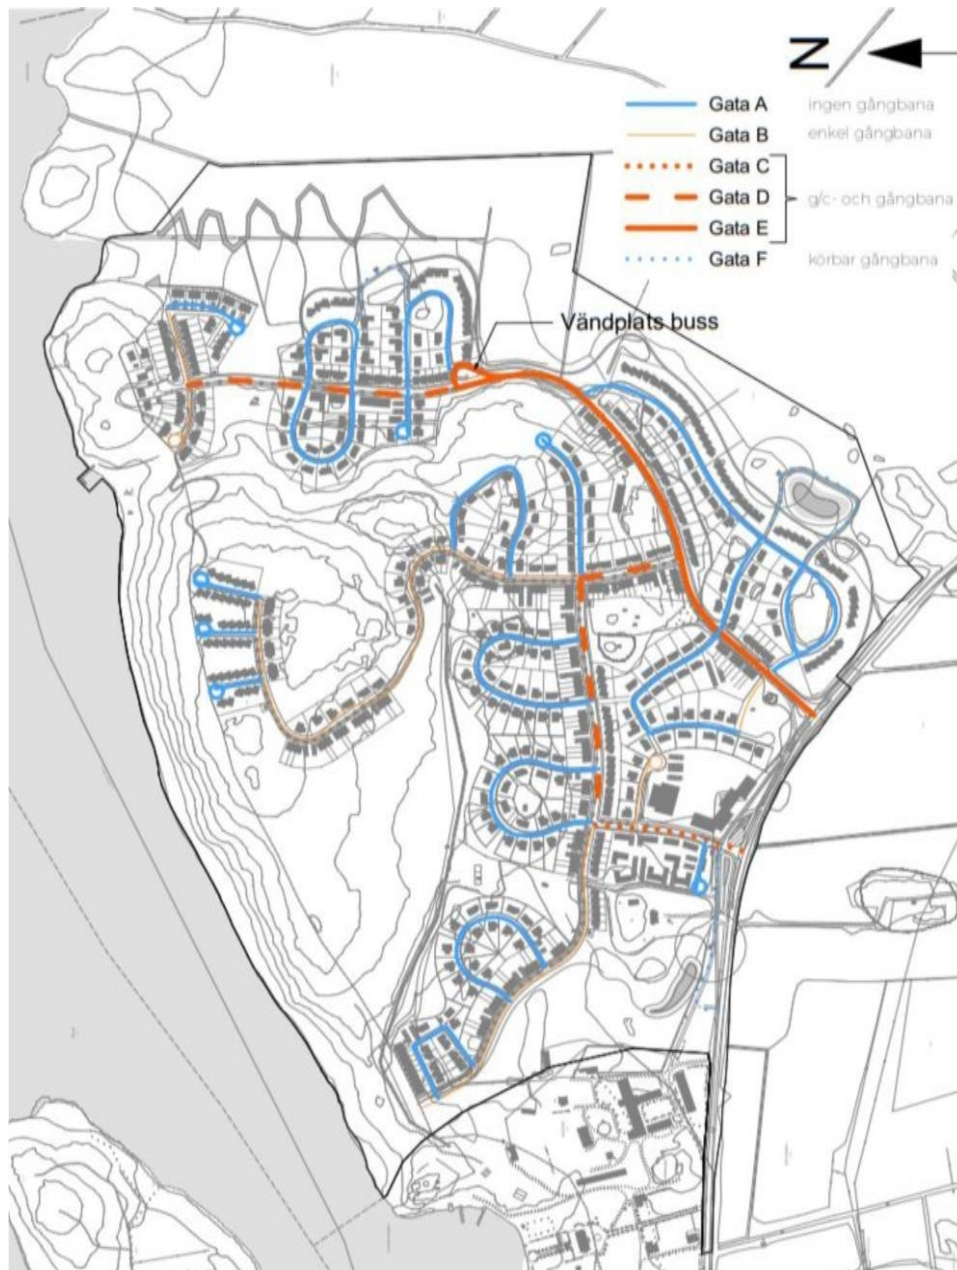 N
Gata A ingen gångbana
Gata B enkel gångbana
Gata C
Gata D g/c- och gångbana
Gata E
Gata F körbar gångbana
Vändplats buss